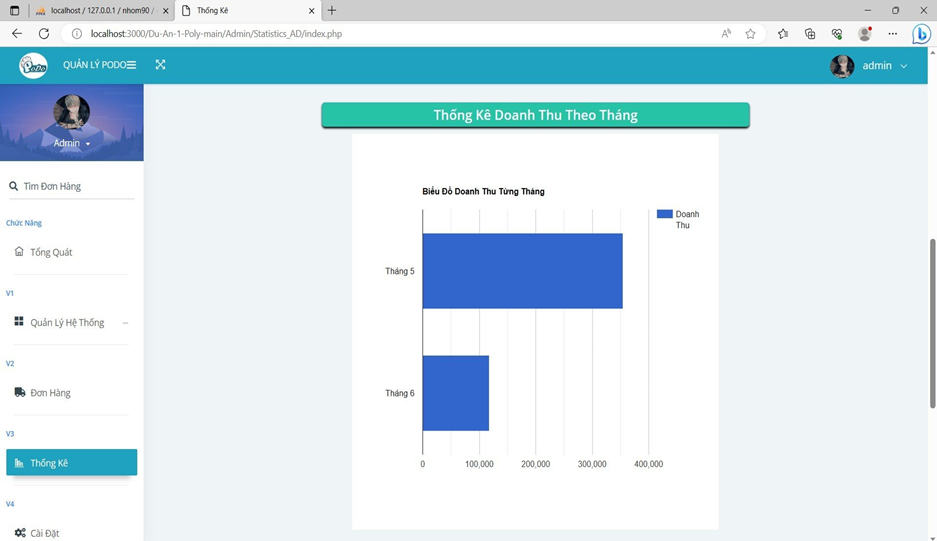 localhost / 127.0.0.1 / nhom90 /
Thống Kê
localhost:3000/Du-An-1-Poly-main/Admin/Statistics_AD/index.php
PoDo
QUẢN LÝ PODO
admin
Admin
Tìm Đơn Hàng
Chức Năng
Tổng Quát
V1
Quản Lý Hệ Thống
V2
Đơn Hàng
V3
Thống Kê
V4
Cài Đặt
Thống Kê Doanh Thu Theo Tháng
Biểu Đồ Doanh Thu Từng Tháng
Doanh
Thu
Tháng 5
Tháng 6
0 100,000 200,000 300,000 400,000